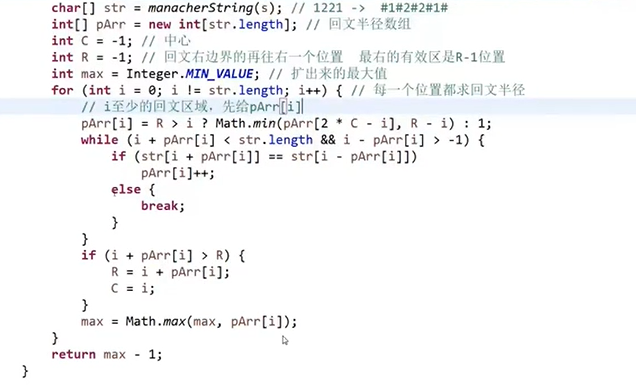 char[] str = manacherString(s); // 1221 -> #1#2#2#1#
int[] pArr = new int[str.length]; // 回文半径数组
int C = -1; // 中心
int R = -1; // 回文右边界的再往右一个位置 最右的有效区是R-1位置
int max = Integer.MIN_VALUE; // 扩出来的最大值
for (int i = 0; i != str.length; i++) { // 每一个位置都求回文半径
// i至少的回文区域，先给pArr[i]
pArr[i] = R > i ? Math.min(pArr[2 * C - i], R - i) : 1;
while (i + pArr[i] < str.length && i - pArr[i] > -1) {
if (str[i + pArr[i]] == str[i - pArr[i]])
pArr[i]++;
else {
break;
}
}
if (i + pArr[i] > R) {
R = i + pArr[i];
C = i;
}
max = Math.max(max, pArr[i]);
}
return max - 1;
}